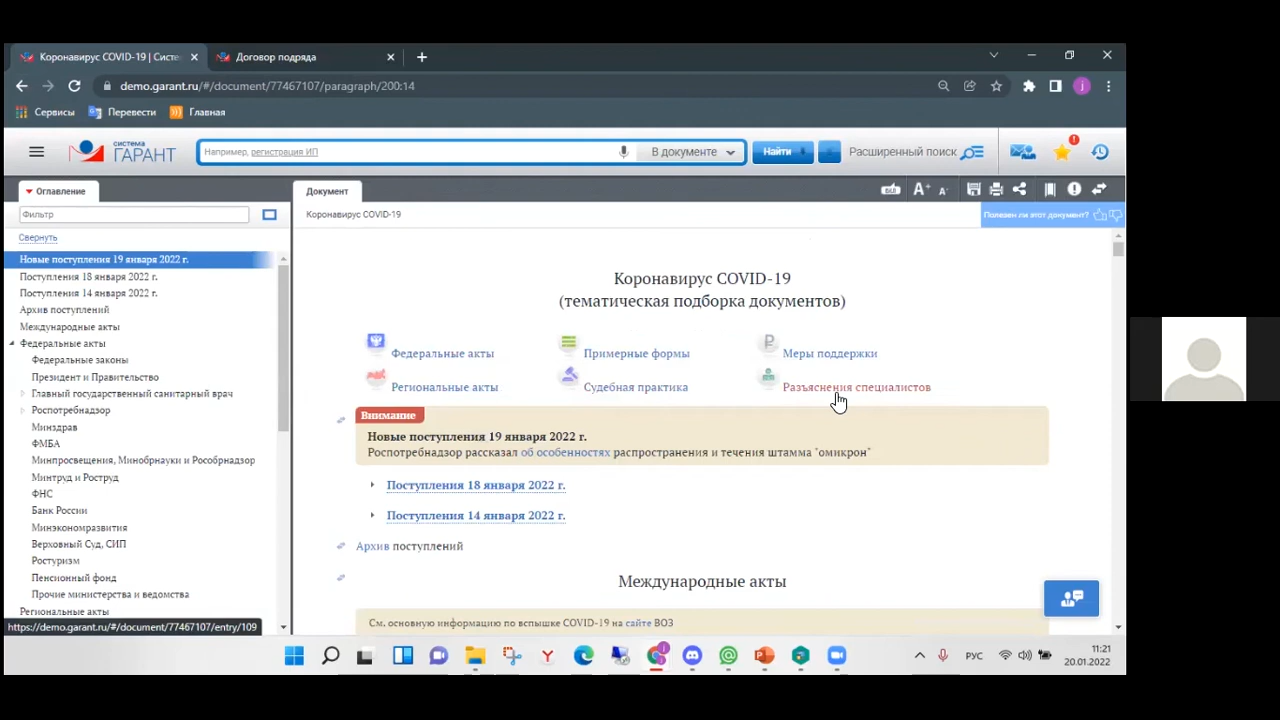 Коронавирус COVID-19 | Систе
Договор подряда
demo.garant.ru/#/document/77467107/paragraph/200:14
Сервисы
Перевести
Главная
система
ГАРАНТ
Например, регистрация ИП
В документе
Найти
Расширенный поиск
Оглавление
Документ
A+
A-
Фильтр
Коронавирус COVID-19
Полезен ли этот документ?
Свернуть
Новые поступления 19 января 2022 г.
Поступления 18 января 2022 г.
Поступления 14 января 2022 г.
Архив поступлений
Международные акты
Федеральные акты
Федеральные законы
Президент и Правительство
Главный государственный санитарный врач
Роспотребнадзор
Минздрав
ФМБА
Минпросвещения, Минобрнауки и Рособрнадзор
Минтруд и Роструд
ФНС
Банк России
Минэкономразвития
Верховный Суд, СИП
Ростуризм
Пенсионный фонд
Прочие министерства и ведомства
Региональные акты
https://demo.garant.ru/#/document/77467107/entry/109
Коронавирус COVID-19
(тематическая подборка документов)
Федеральные акты
Примерные формы
Меры поддержки
Региональные акты
Судебная практика
Разъяснения специалистов
Внимание
Новые поступления 19 января 2022 г.
Роспотребнадзор рассказал об особенностях распространения и течения штамма "омикрон"
Поступления 18 января 2022 г.
Поступления 14 января 2022 г.
Архив поступлений
Международные акты
См. основную информацию по вспышке COVID-19 на сайте ВОЗ
РУС
11:21
20.01.2022